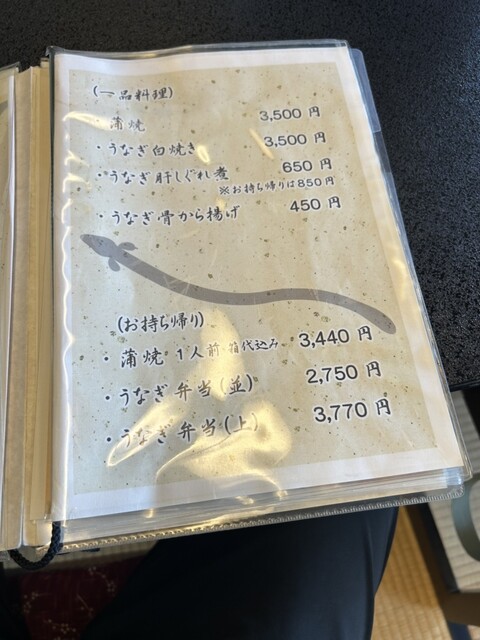 (一品料理)
・蒲焼 3,500 円
・うなぎ白焼き 3,500 円
・うなぎ肝しぐれ煮 650 円
※お持ち帰りは850円
・うなぎ骨から揚げ 450 円
(お持ち帰り)
・蒲焼 1人前 箱代込み 3,440 円
・うなぎ弁当(並) 2,750 円
・うなぎ弁当(上) 3,770 円